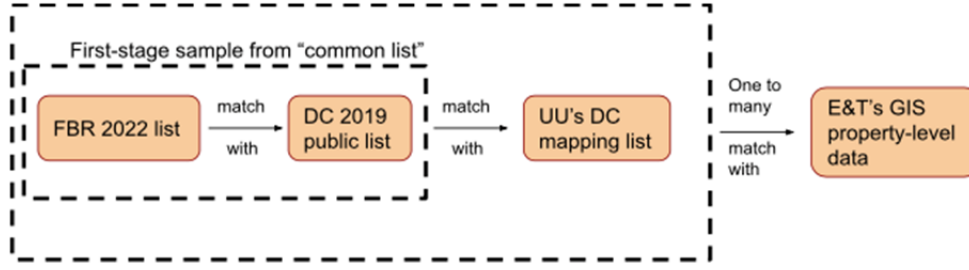 First-stage sample from “common list”
FBR 2022 list
match
with
DC 2019
public list
match
with
UU's DC
mapping list
One to
many
match
with
E&T's GIS
property-level
data